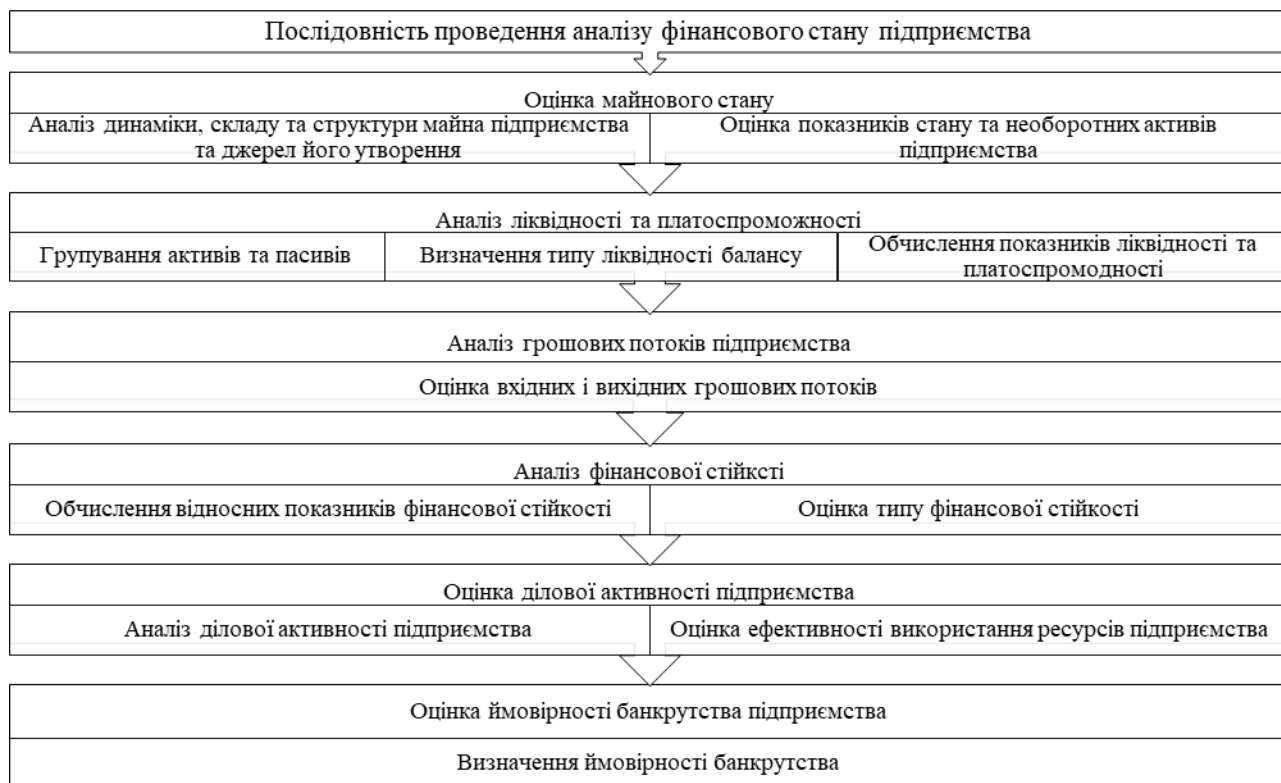 Послідовність проведення аналізу фінансового стану підприємства
Оцінка майнового стану
Аналіз динаміки, складу та структури майна підприємства
та джерел його утворення
Оцінка показників стану та необоротних активів
підприємства
Аналіз ліквідності та платоспроможності
Групування активів та пасивів
Визначення типу ліквідності балансу
Обчислення показників ліквідності та
платоспромодності
Аналіз грошових потоків підприємства
Оцінка вхідних і вихідних грошових потоків
Аналіз фінансової стійксті
Обчислення відносних показників фінансової стійкості
Оцінка типу фінансової стійкості
Оцінка ділової активності підприємства
Аналіз ділової активності підприємства
Оцінка ефективності використання ресурсів підприємства
Оцінка ймовірності банкрутства підприємства
Визначення ймовірності банкрутства